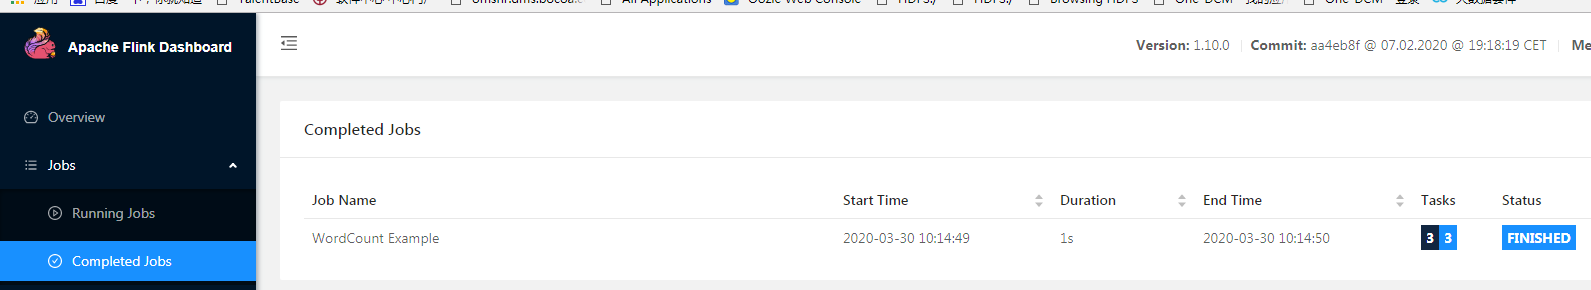 Apache Flink Dashboard
Version: 1.10.0 Commit: aa4eb8f @ 07.02.2020 @ 19:18:19 CET Me
Overview
Completed Jobs
Jobs
Job Name Start Time Duration End Time Tasks Status
Running Jobs
WordCount Example 2020-03-30 10:14:49 1s 2020-03-30 10:14:50 3 3 FINISHED
Completed Jobs